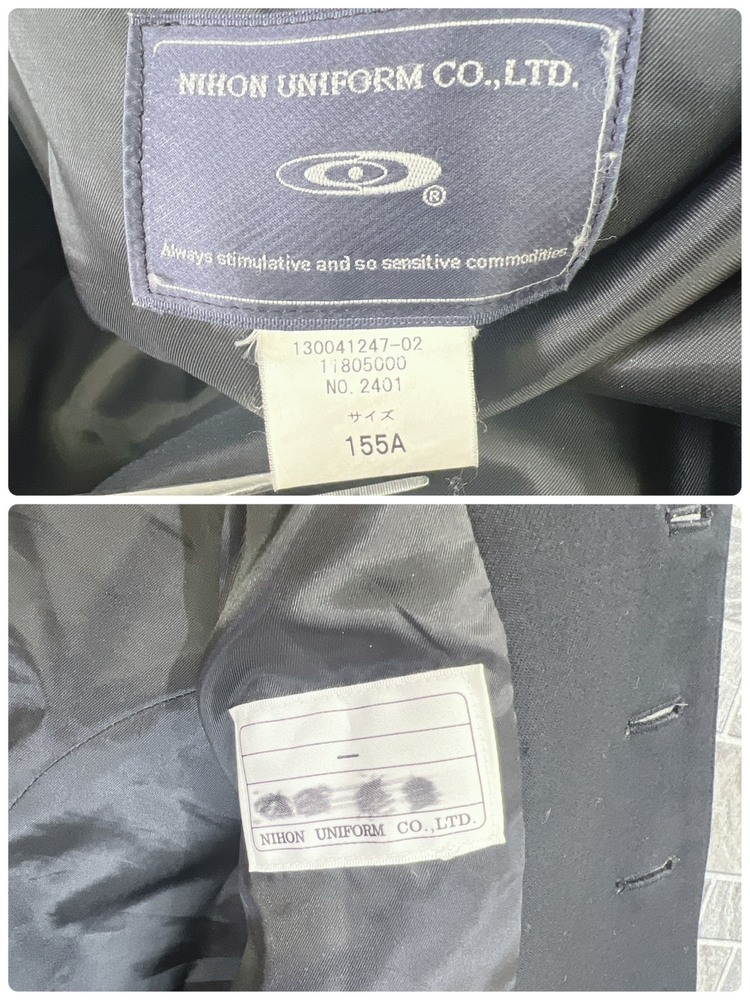 NIHON UNIFORM CO.,LTD.
®
Always stimulative and so sensitive commodities
130041247-02
11805000
NO.2401
サイズ
155A
NIHON UNIFORM CO.,LTD.